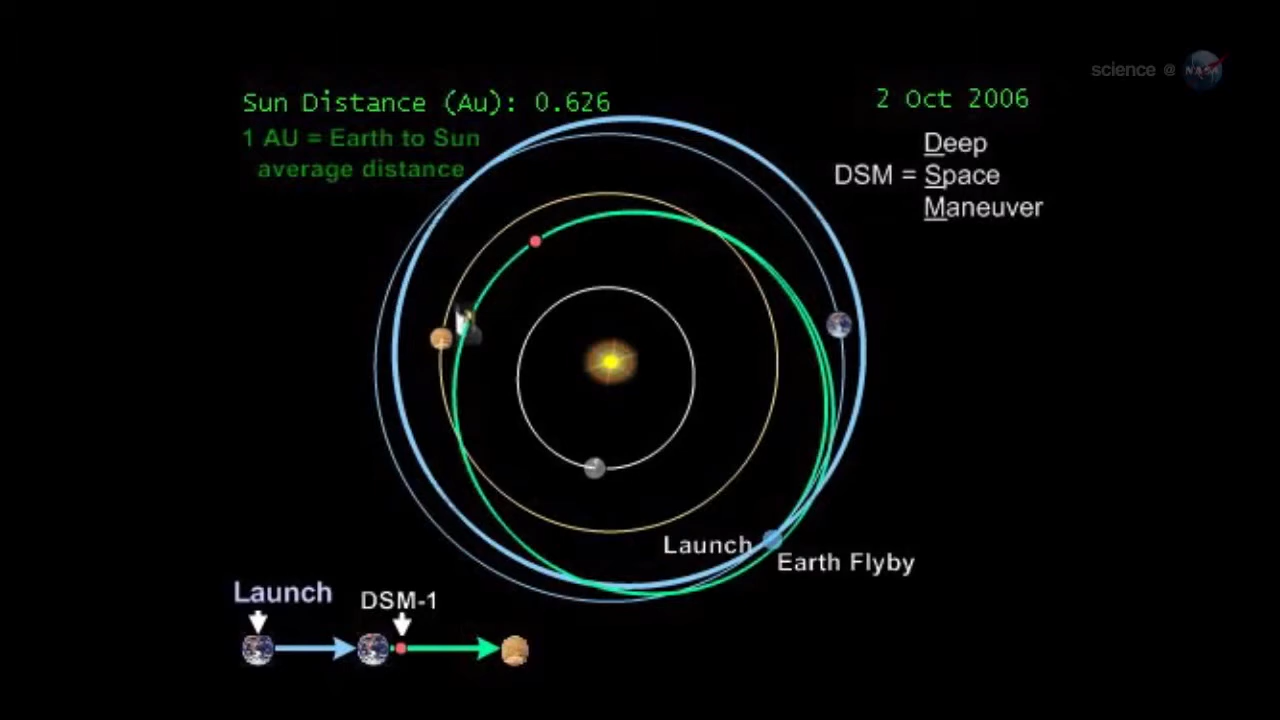 science @ NASA
Sun Distance (Au): 0.626
2 Oct 2006
1 AU = Earth to Sun
average distance
Deep
DSM = Space
Maneuver
Launch
Earth Flyby
Launch
DSM-1